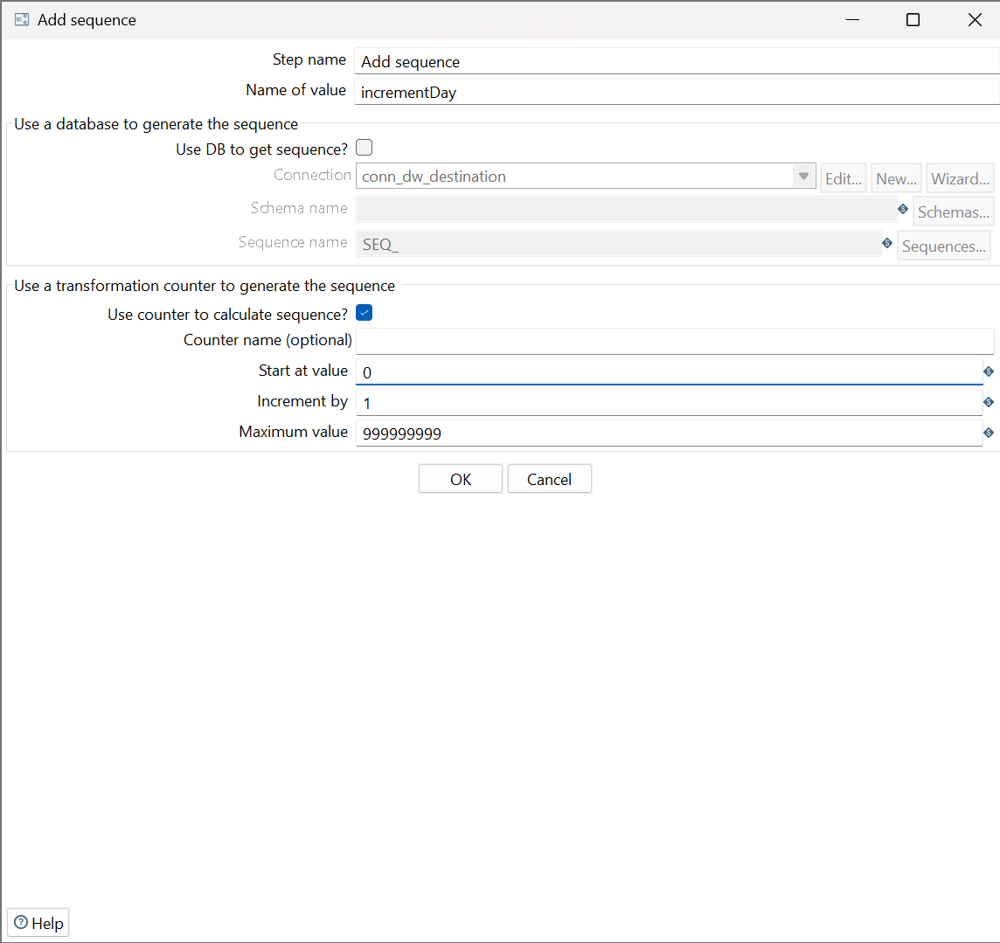 Add sequence
Step name Add sequence
Name of value incrementDay
Use a database to generate the sequence
Use DB to get sequence?
Connection conn_dw_destination Edit... New... Wizard...
Schema name Schemas...
Sequence name SEQ_ Sequences...
Use a transformation counter to generate the sequence
Use counter to calculate sequence?
Counter name (optional)
Start at value 0
Increment by 1
Maximum value 999999999
OK Cancel
Help